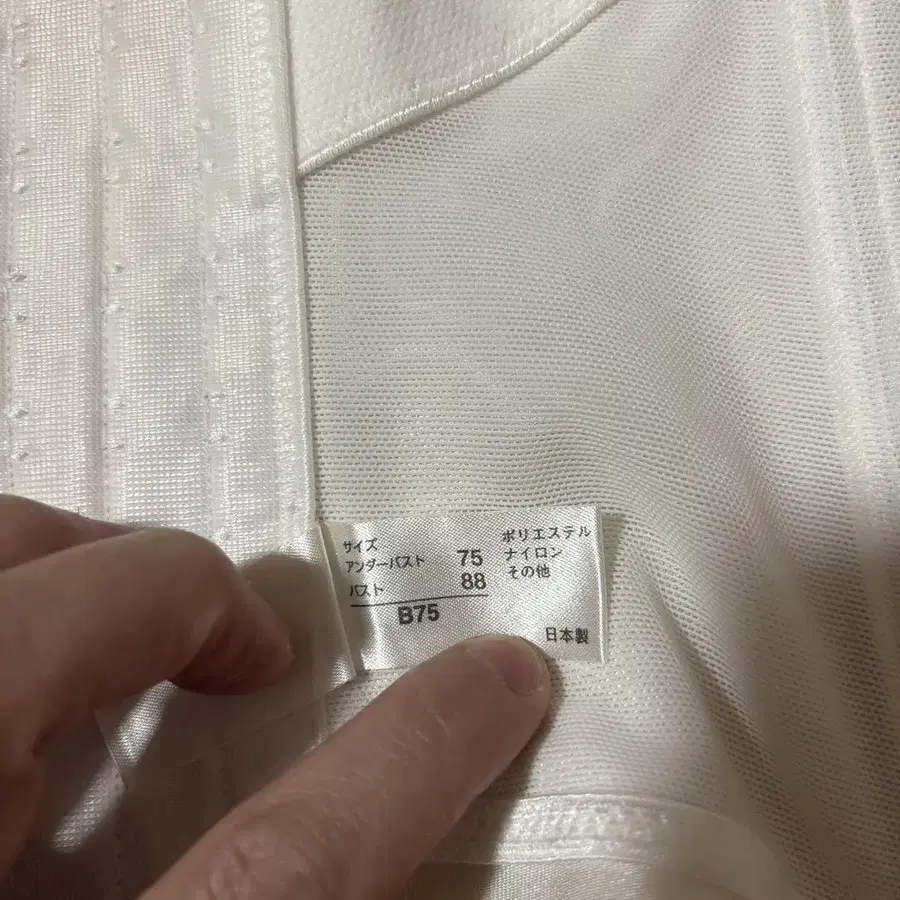 サイズ
アンダーバスト 75
バスト 88
B75
ポリエステル
ナイロン
その他
日本製